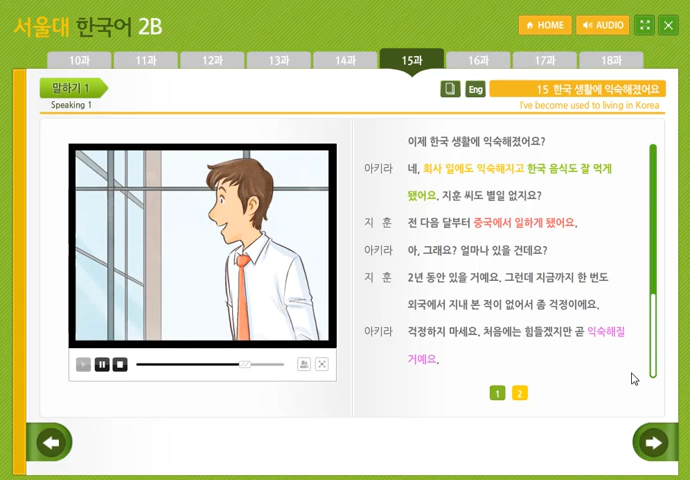 서울대 한국어 2B
HOME
AUDIO
10과
11과
12과
13과
14과
15과
16과
17과
18과
말하기 1
Speaking 1
Eng
15 한국 생활에 익숙해졌어요
I've become used to living in Korea
이제 한국 생활에 익숙해졌어요?
아키라 네, 회사 일에도 익숙해지고 한국 음식도 잘 먹게
됐어요. 지훈 씨도 별일 없지요?
지 훈 전 다음 달부터 중국에서 일하게 됐어요.
아키라 아, 그래요? 얼마나 있을 건데요?
지 훈 2년 동안 있을 거예요. 그런데 지금까지 한 번도
외국에서 지내 본 적이 없어서 좀 걱정이에요.
아키라 걱정하지 마세요. 처음에는 힘들겠지만 곧 익숙해질
거예요.
1 2